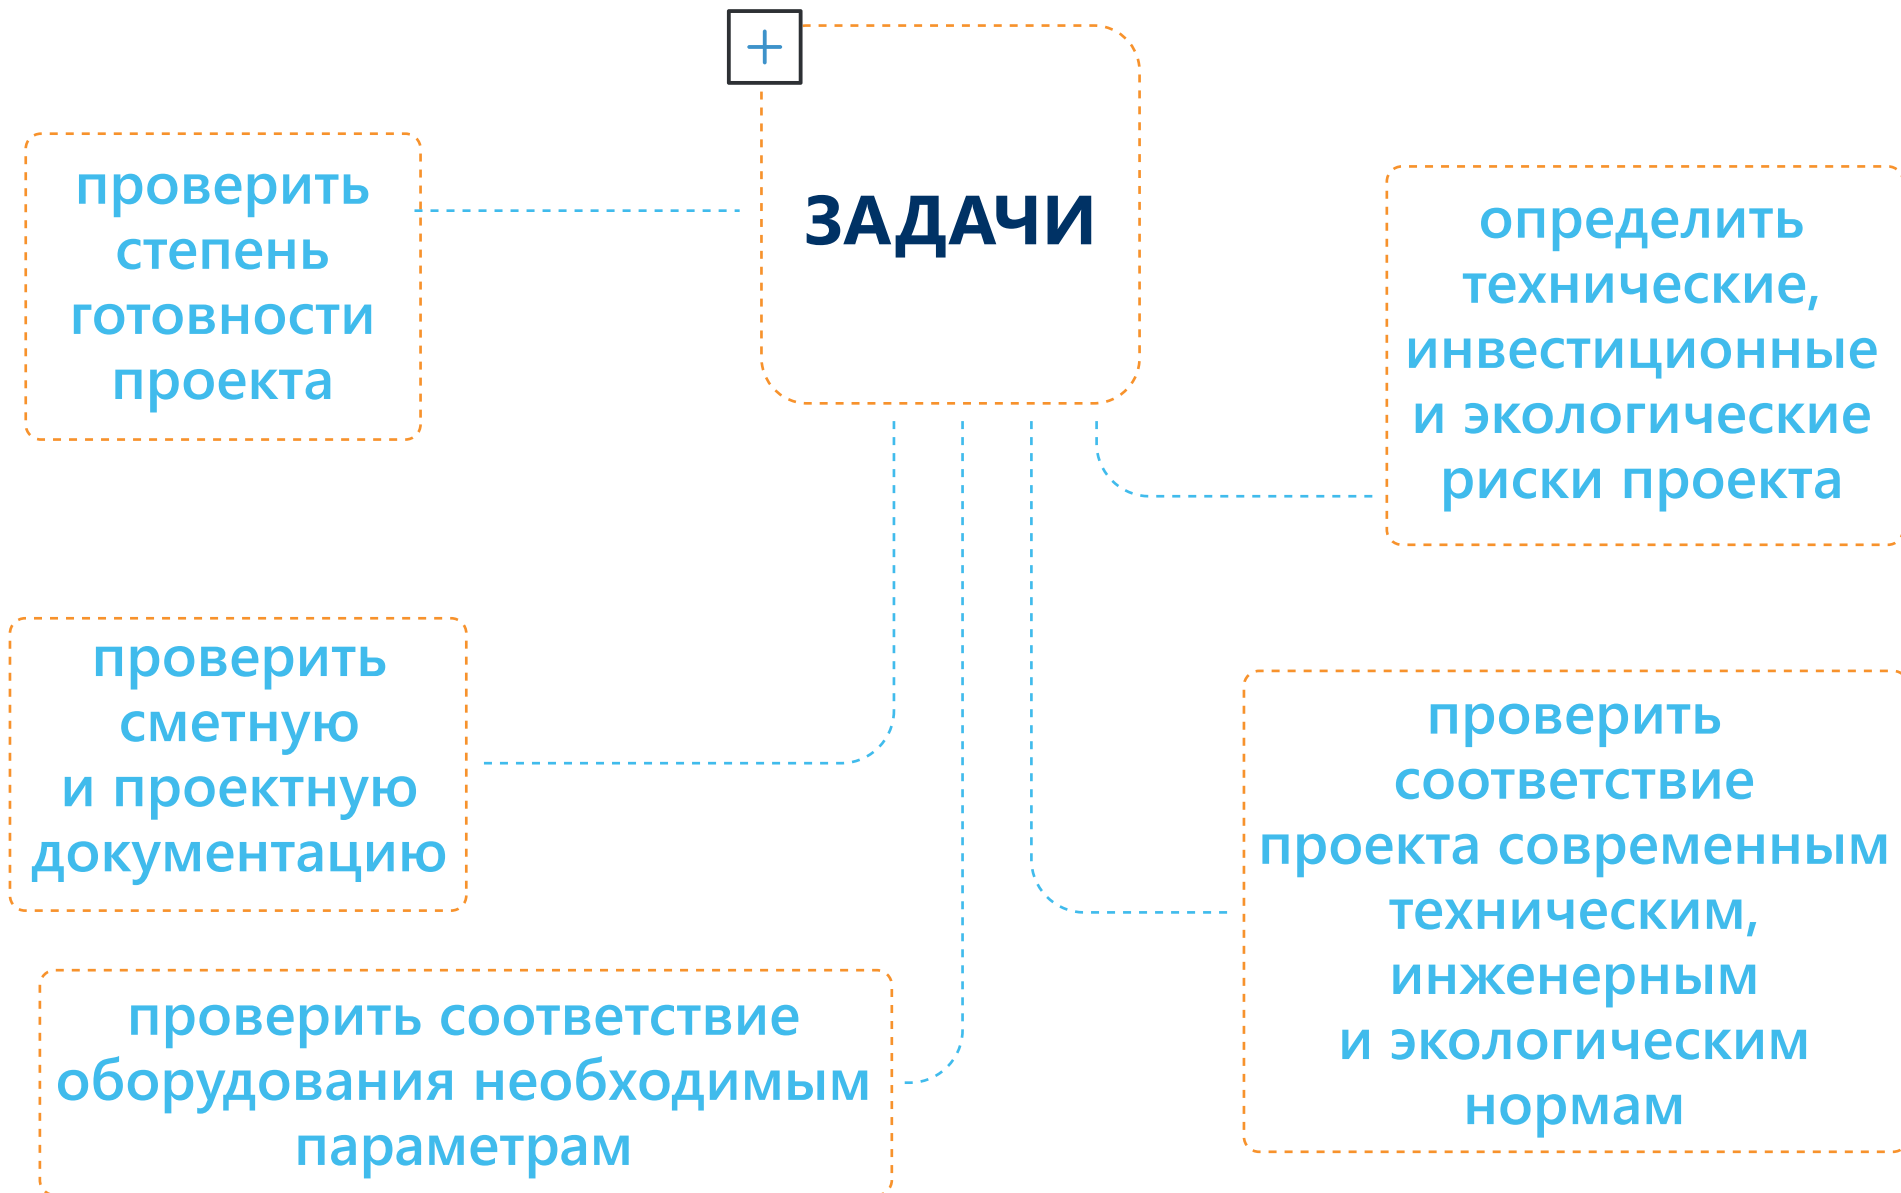 ЗАДАЧИ
проверить
степень
готовности
проекта
определить
технические,
инвестиционные
и экологические
риски проекта
проверить
сметную
и проектную
документацию
проверить
соответствие
проекта современным
техническим,
инженерным
и экологическим
нормам
проверить соответствие
оборудования необходимым
параметрам